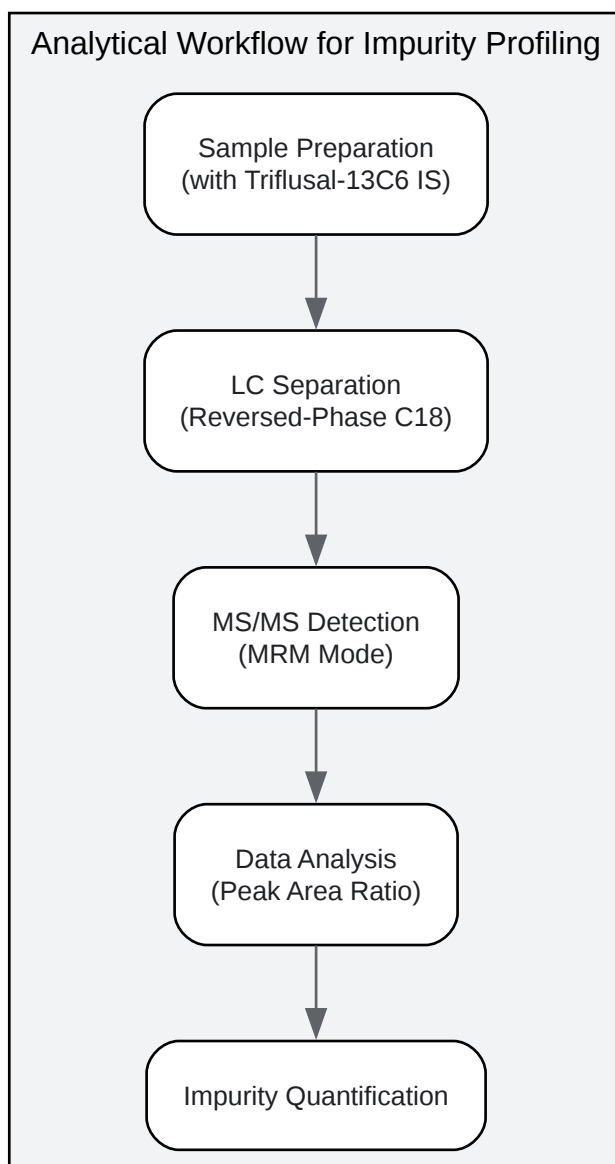 Analytical Workflow for Impurity Profiling
Sample Preparation
(with Triflusal-13C6 IS)
LC Separation
(Reversed-Phase C18)
MS/MS Detection
(MRM Mode)
Data Analysis
(Peak Area Ratio)
Impurity Quantification